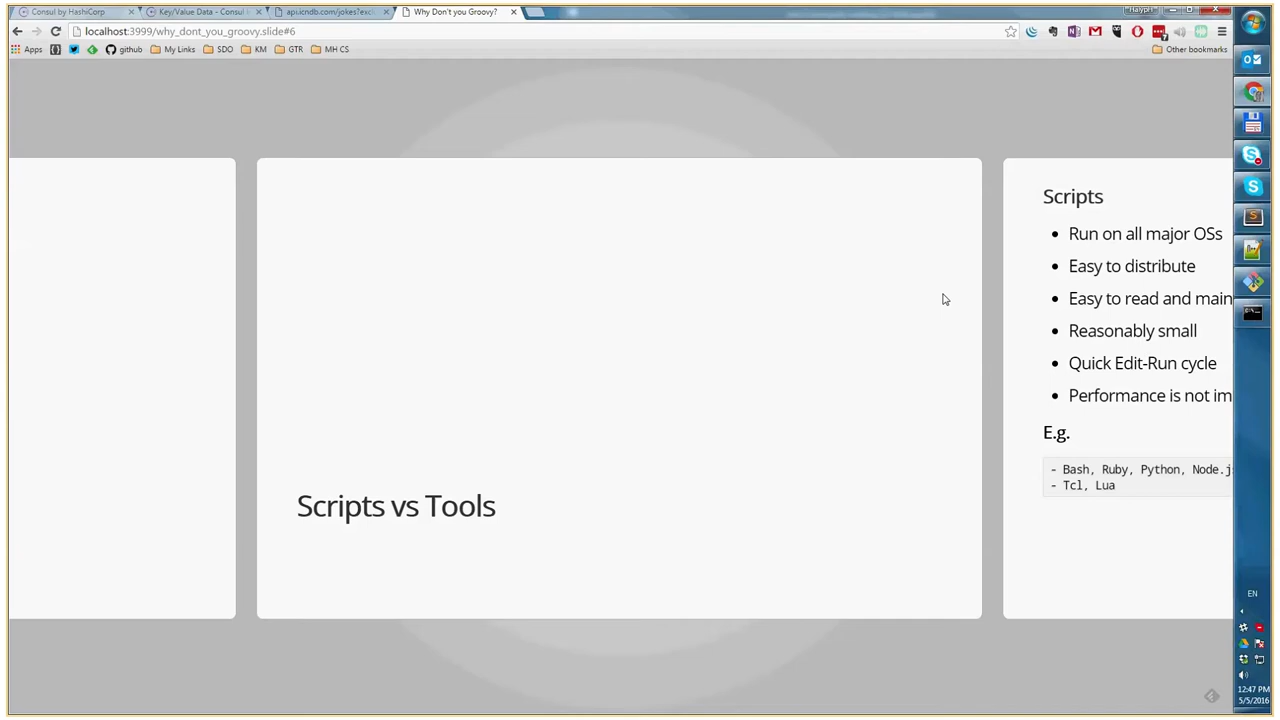 Consul by HashiCorp
Key/Value Data - Consul
api.icndb.com/jokes?exc
Why Don't you Groovy?
localhost:3999/why_dont_you_groovy.slide#6
Apps
github
My Links
SDO
KM
GTR
MH CS
Other bookmarks
Scripts vs Tools
Scripts
Run on all major OSs
Easy to distribute
Easy to read and main
Reasonably small
Quick Edit-Run cycle
Performance is not im
E.g.
- Bash, Ruby, Python, Node.js
- Tcl, Lua
EN
12:47 PM
5/5/2016